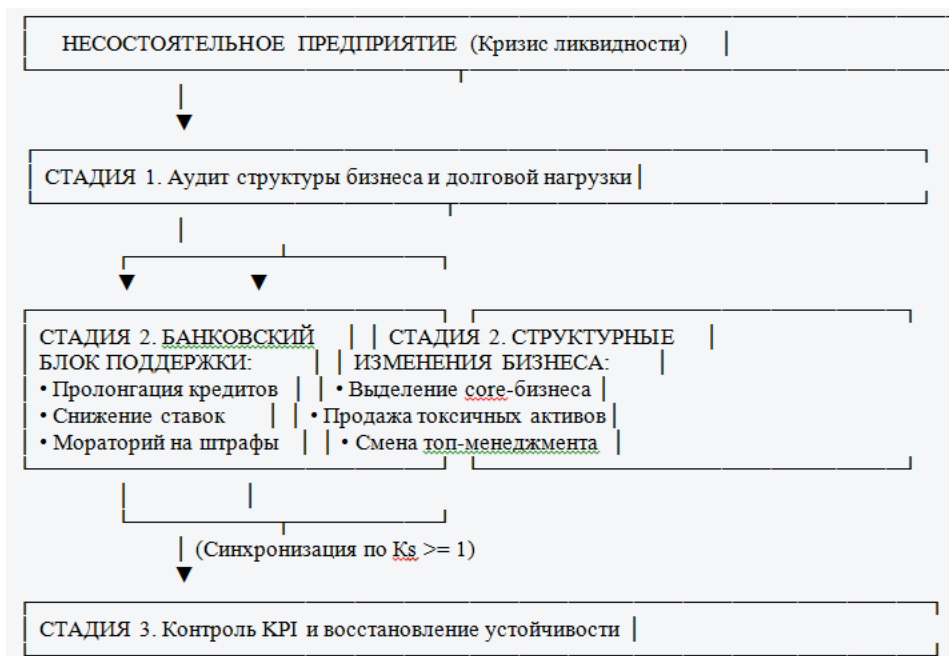 НЕСОСТОЯТЕЛЬНОЕ ПРЕДПРИЯТИЕ (Кризис ликвидности)
СТАДИЯ 1. Аудит структуры бизнеса и долговой нагрузки
СТАДИЯ 2. БАНКОВСКИЙ
БЛОК ПОДДЕРЖКИ:
• Пролонгация кредитов
• Снижение ставок
• Мораторий на штрафы
СТАДИЯ 2. СТРУКТУРНЫЕ
ИЗМЕНЕНИЯ БИЗНЕСА:
• Выделение core-бизнеса
• Продажа токсичных активов
• Смена топ-менеджмента
(Синхронизация по Ks >= 1)
СТАДИЯ 3. Контроль KPI и восстановление устойчивости